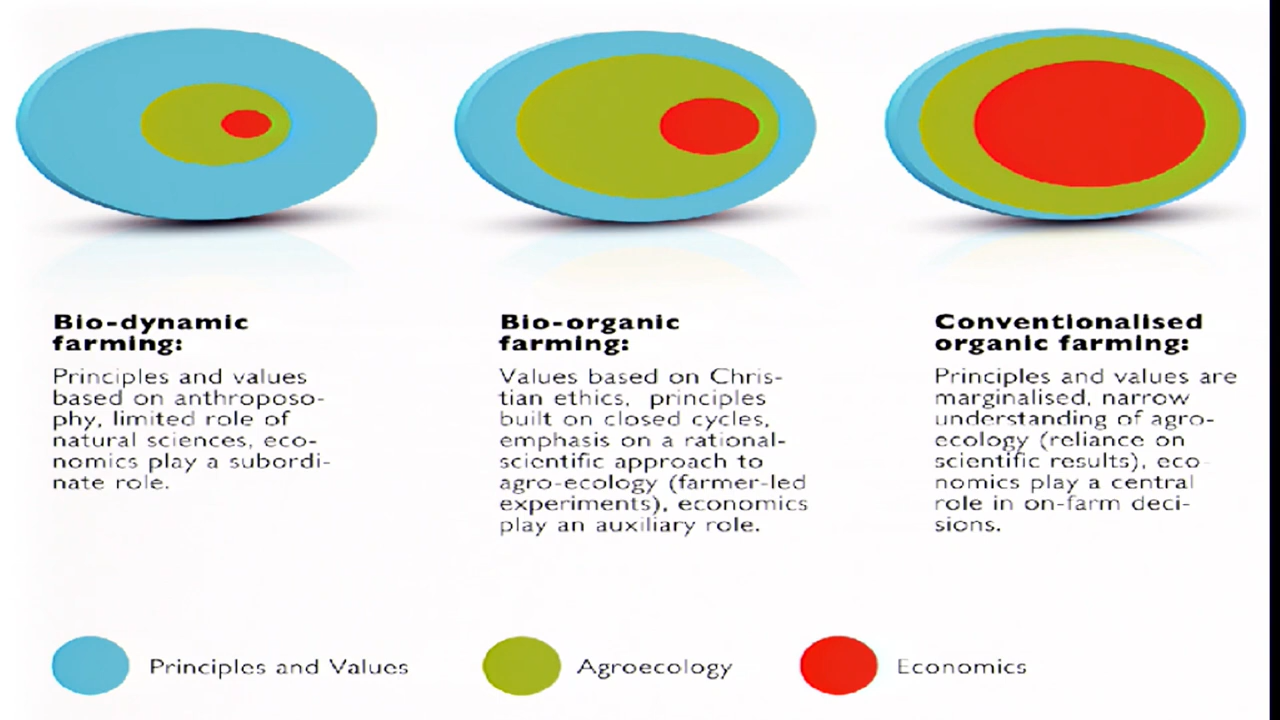 Bio-dynamic
farming:
Principles and values
based on anthroposo-
phy, limited role of
natural sciences, eco-
nomics play a subordi-
nate role.
Bio-organic
farming:
Values based on Chris-
tian ethics, principles
built on closed cycles,
emphasis on a rational-
scientific approach to
agro-ecology (farmer-led
experiments), economics
play an auxiliary role.
Conventionalised
organic farming:
Principles and values are
marginalised, narrow
understanding of agro-
ecology (reliance on
scientific results), eco-
nomics play a central
role in on-farm deci-
sions.
Principles and Values
Agroecology
Economics